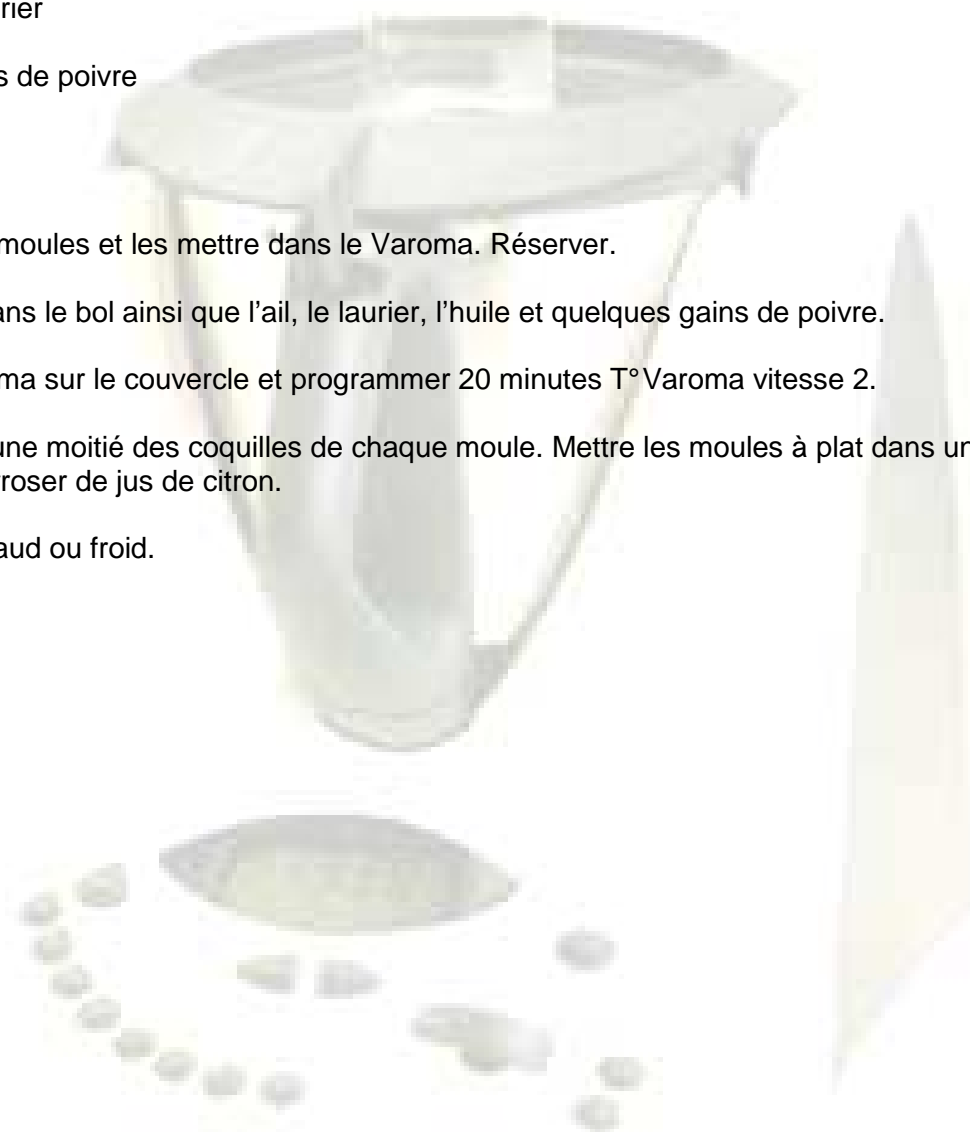 rier
s de poivre
moules et les mettre dans le Varoma. Réserver.
ans le bol ainsi que l’ail, le laurier, l’huile et quelques gains de poivre.
ma sur le couvercle et programmer 20 minutes T°Varoma vitesse 2.
une moitié des coquilles de chaque moule. Mettre les moules à plat dans un
roser de jus de citron.
aud ou froid.